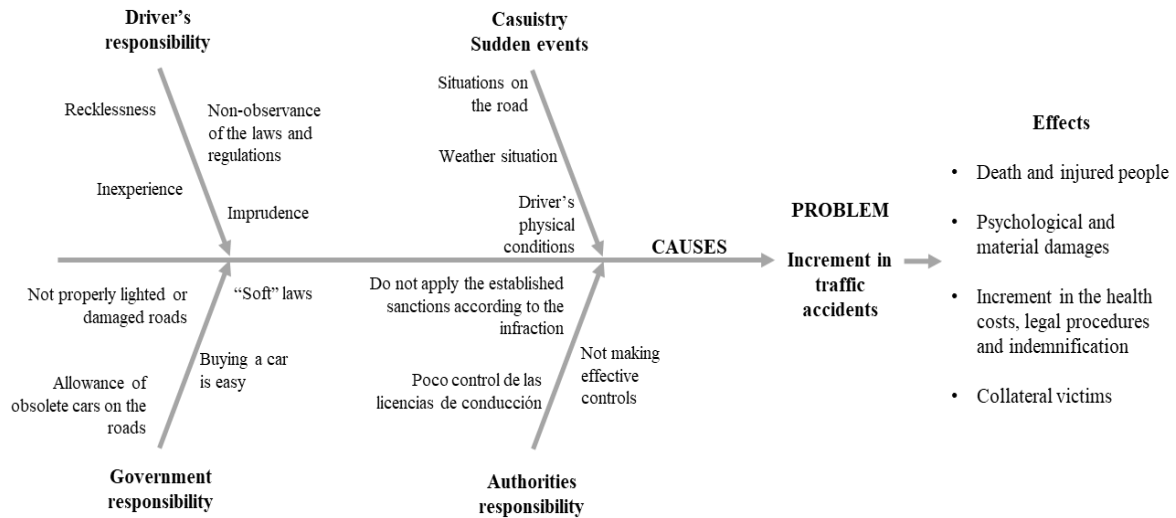 Driver's
responsibility
Recklessness
Non-observance
of the laws and
regulations
Inexperience
Imprudence
Casuistry
Sudden events
Situations on
the road
Weather situation
Driver's
physical
conditions
CAUSES
PROBLEM
Increment in
traffic
accidents
Effects
• Death and injured people
• Psychological and
material damages
• Increment in the health
costs, legal procedures
and indemnification
• Collateral victims
Not properly lighted or
damaged roads
"Soft" laws
Buying a car
is easy
Allowance of
obsolete cars on the
roads
Government
responsibility
Do not apply the established
sanctions according to the
infraction
Not making
effective
controls
Poco control de las
licencias de conducción
Authorities
responsibility